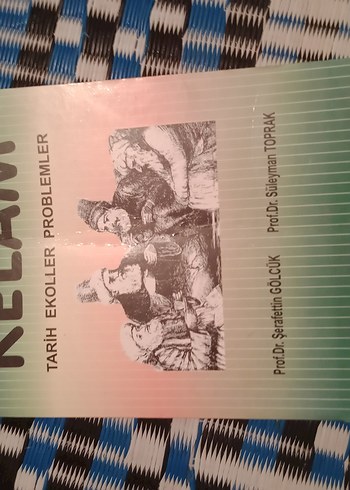 KELAM
TARİH EKOLLER PROBLEMLER
Prof.Dr. Şerafettin GÖLCÜK
Prof.Dr. Süleyman TOPRAK